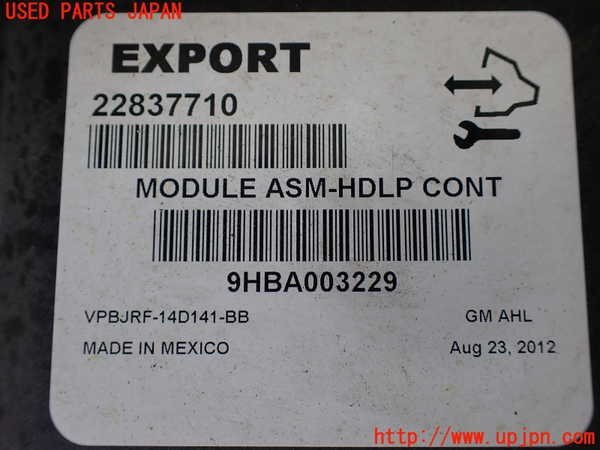 USED PARTS JAPAN
EXPORT
22837710
MODULE ASM-HDLP CONT
9HBA003229
VPBJRF-14D141-BB
GM AHL
MADE IN MEXICO
Aug 23, 2012
http://www.upjpn.com